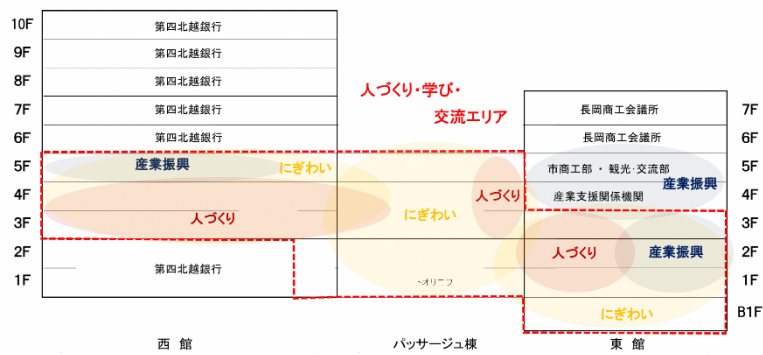 10F 第四北越銀行
9F 第四北越銀行
8F 第四北越銀行
7F 第四北越銀行 長岡商工会議所 7F
6F 第四北越銀行 長岡商工会議所 6F
人づくり・学び・
交流エリア
5F 産業振興 にぎわい 市商工部 ・ 観光・交流部 5F
産業振興
4F 人づくり 産業支援関係機関 4F
にぎわい
3F 人づくり 3F
2F 人づくり 産業振興 2F
第四北越銀行
1F 1F
にぎわい B1F
西 館 パッサージュ棟 東 館